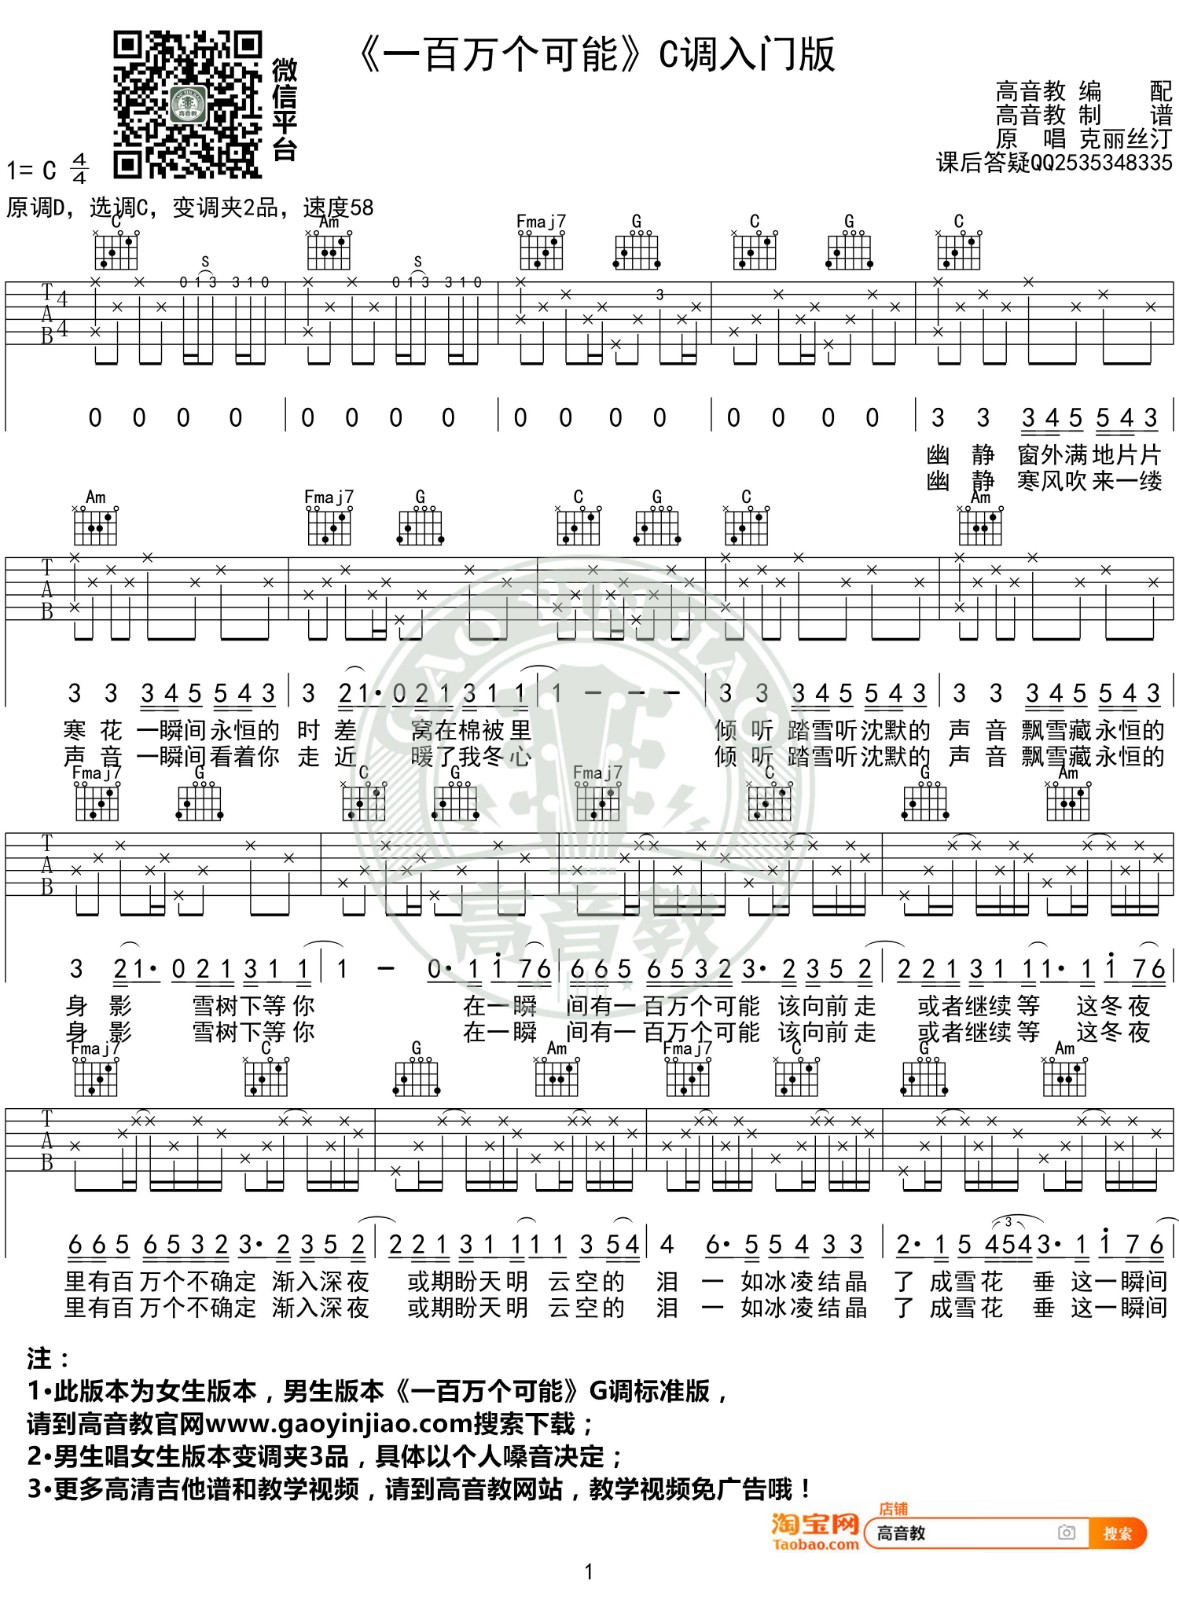 《一百万个可能》C调入门版
微信平台
高音教 编 配
高音教 制 谱
原 唱 克丽丝汀
课后答疑QQ2535348335
1= C 4/4
原调D，选调C，变调夹2品，速度58
C Am Fmaj7 G C G C
S S
0 1 3 3 1 0 0 1 3 3 1 0 3
T A B 4 4
0 0 0 0 0 0 0 0 0 0 0 0 0 0 0 0 3 3 3 4 5 5 4 3
幽 静 窗外满 地片片
幽 静 寒风吹 来一缕
Am Fmaj7 G C G C Am
T A B
3 3 3 4 5 5 4 3 3 2 1· 0 2 1 3 1 1 1 - - - 3 3 3 4 5 5 4 3 3 3 3 4 5 5 4 3
寒 花 一瞬间永恒的 时 差 窝在棉被里 倾 听 踏雪听沈默的 声 音 飘雪藏永恒的
声 音 一瞬间看着你 走 近 暖了我冬心 倾 听 踏雪听沈默的 声 音 飘雪藏永恒的
Fmaj7 G C G Fmaj7 C G Am
T A B
3 2 1· 0 2 1 3 1 1 1 - 0· 1 i 7 6 6 6 5 6 5 3 2 3· 2 3 5 2 2 2 1 3 1 1 1· 1 i 7 6
身 影 雪树下等你 在一瞬 间有一百万个可能 该向前走 或者继续等 这冬夜
身 影 雪树下等你 在一瞬 间有一百万个可能 该向前走 或者继续等 这冬夜
Fmaj7 C G Am Fmaj7 C G Am
T A B
6 6 5 6 5 3 2 3· 2 3 5 2 2 2 1 3 1 1 1 1 3 5 4 4 6· 5 5 4 3 3 2· 1 5 4 5 4 3· 1 i 7 6
3
里有百万个不确定 渐入深夜 或期盼天明 云空的 泪 一 如冰凌结晶 了 成雪花 垂 这一瞬间
里有百万个不确定 渐入深夜 或期盼天明 云空的 泪 一 如冰凌结晶 了 成雪花 垂 这一瞬间
注：
1•此版本为女生版本，男生版本《一百万个可能》G调标准版，
请到高音教官网www.gaoyinjiao.com搜索下载；
2•男生唱女生版本变调夹3品，具体以个人嗓音决定；
3•更多高清吉他谱和教学视频，请到高音教网站，教学视频免广告哦！
店铺
淘宝网 高音教 搜索
Taobao.com
1
GAO YIN JIAO
高音教